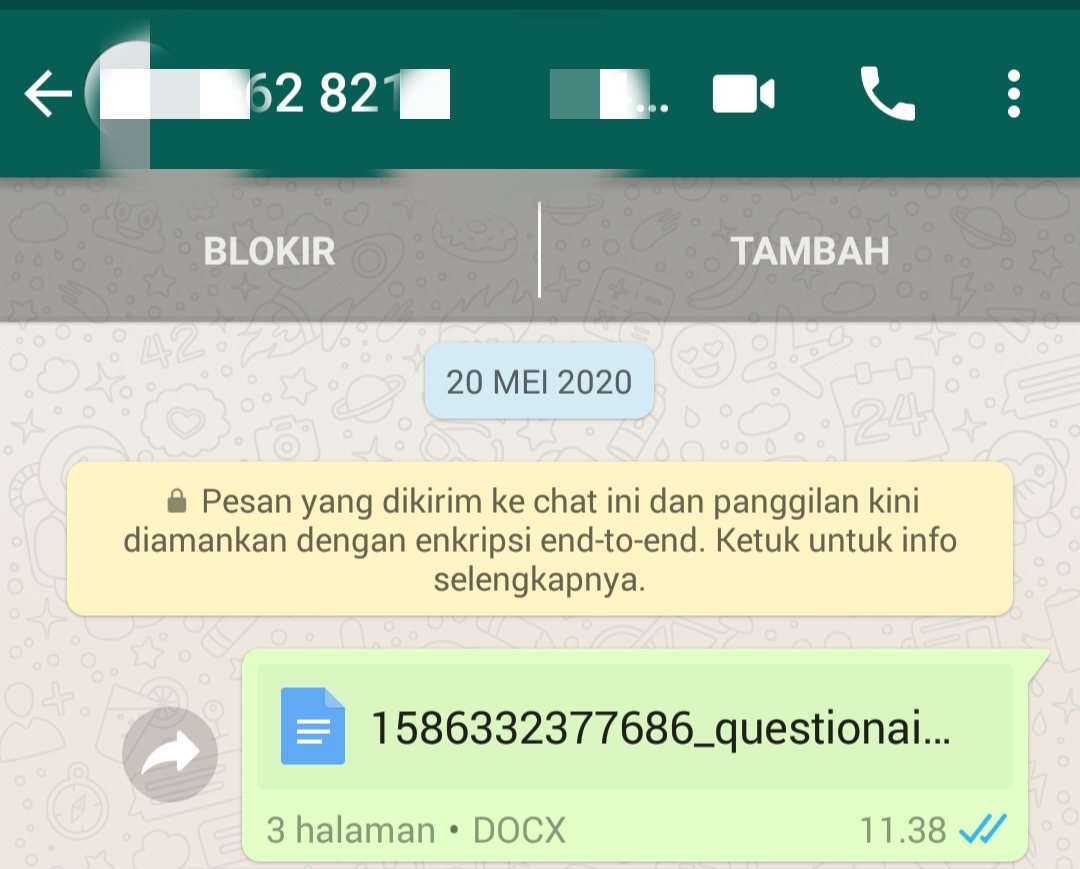 62 821
...
BLOKIR
TAMBAH
20 MEI 2020
Pesan yang dikirim ke chat ini dan panggilan kini
diamankan dengan enkripsi end-to-end. Ketuk untuk info
selengkapnya.
1586332377686_questionai...
3 halaman • DOCX
11.38